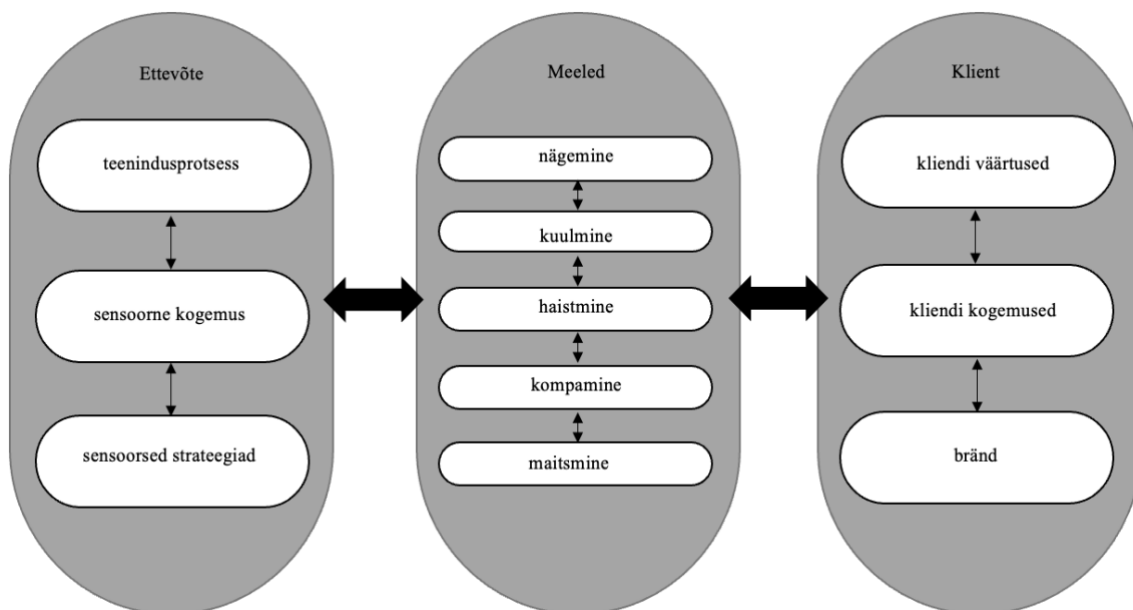 Ettevõte
teenindusprotsess
sensoorne kogemus
sensoorsed strateegiad
Meeled
nägemine
kuulmine
haistmine
kompamine
maitsmine
Klient
kliendi väärtused
kliendi kogemused
bränd